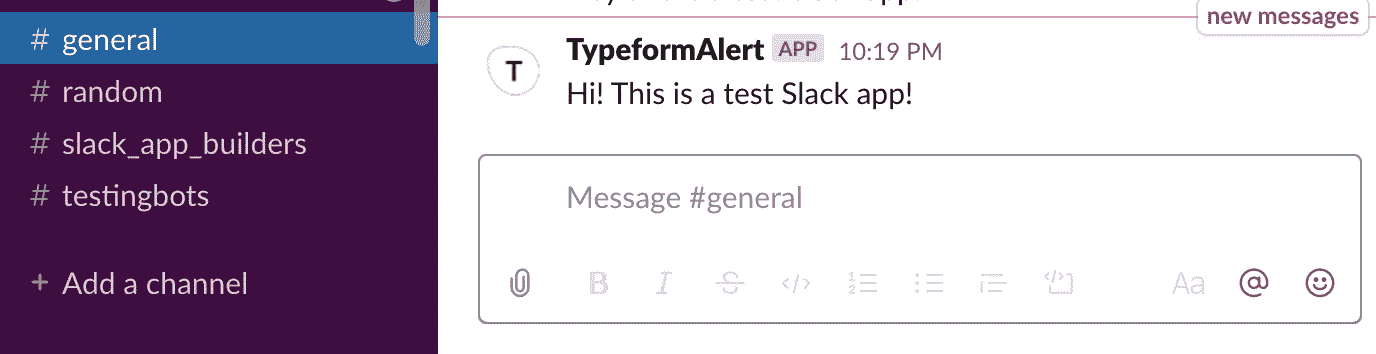 # general
# random
# slack_app_builders
# testingbots
+ Add a channel
new messages
T
TypeformAlert APP 10:19 PM
Hi! This is a test Slack app!
Message #general
B I S </> Aa @